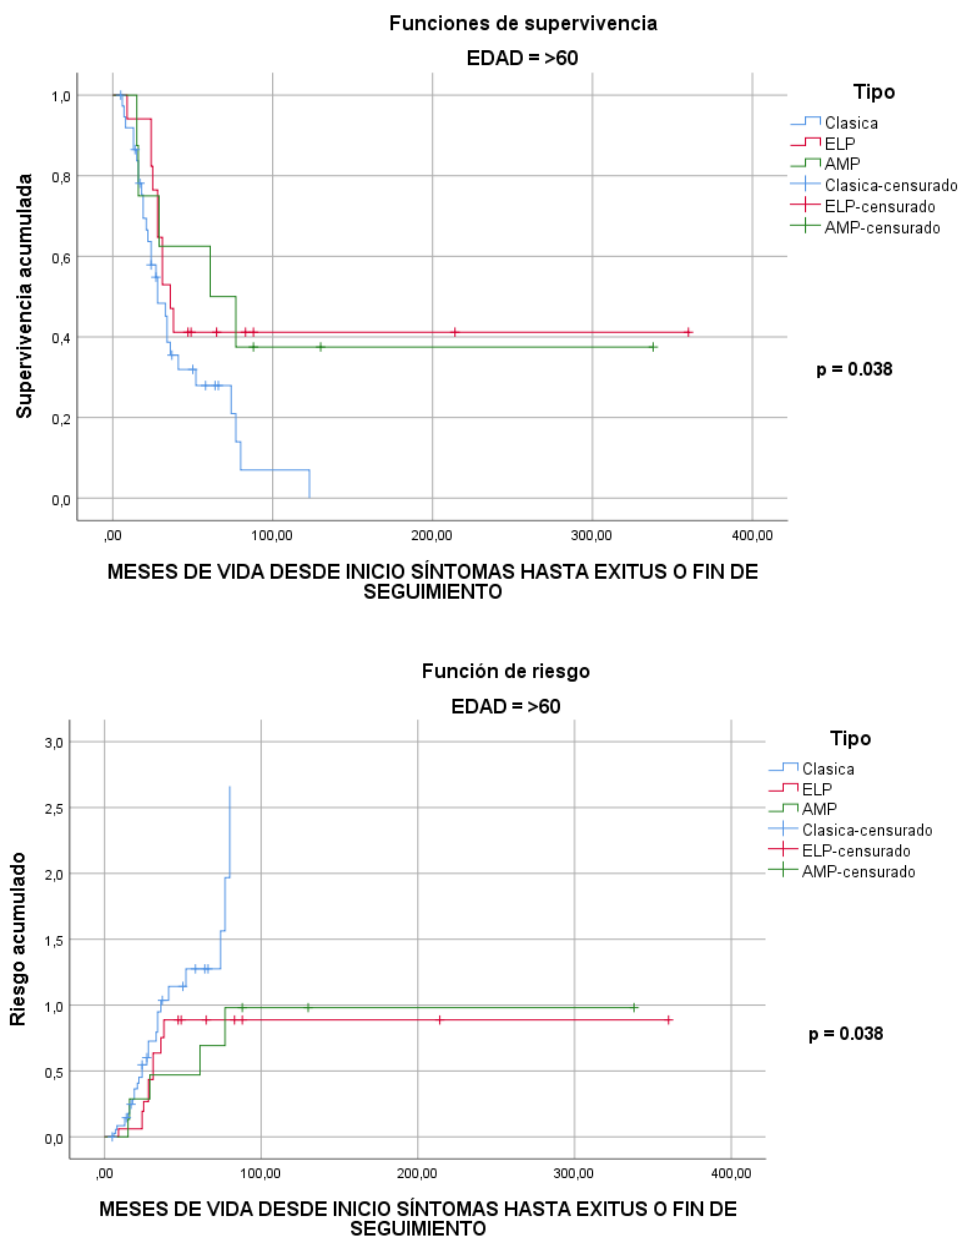 Funciones de supervivencia
EDAD = >60
Supervivencia acumulada
1,0
0,8
0,6
0,4
0,2
0,0
,00
100,00
200,00
300,00
400,00
MESES DE VIDA DESDE INICIO SÍNTOMAS HASTA EXITUS O FIN DE
SEGUIMIENTO
Tipo
Clasica
ELP
AMP
Clasica-censurado
ELP-censurado
AMP-censurado
p = 0.038
Función de riesgo
EDAD = >60
Riesgo acumulado
3,0
2,5
2,0
1,5
1,0
0,5
0,0
,00
100,00
200,00
300,00
400,00
MESES DE VIDA DESDE INICIO SÍNTOMAS HASTA EXITUS O FIN DE
SEGUIMIENTO
Tipo
Clasica
ELP
AMP
Clasica-censurado
ELP-censurado
AMP-censurado
p = 0.038